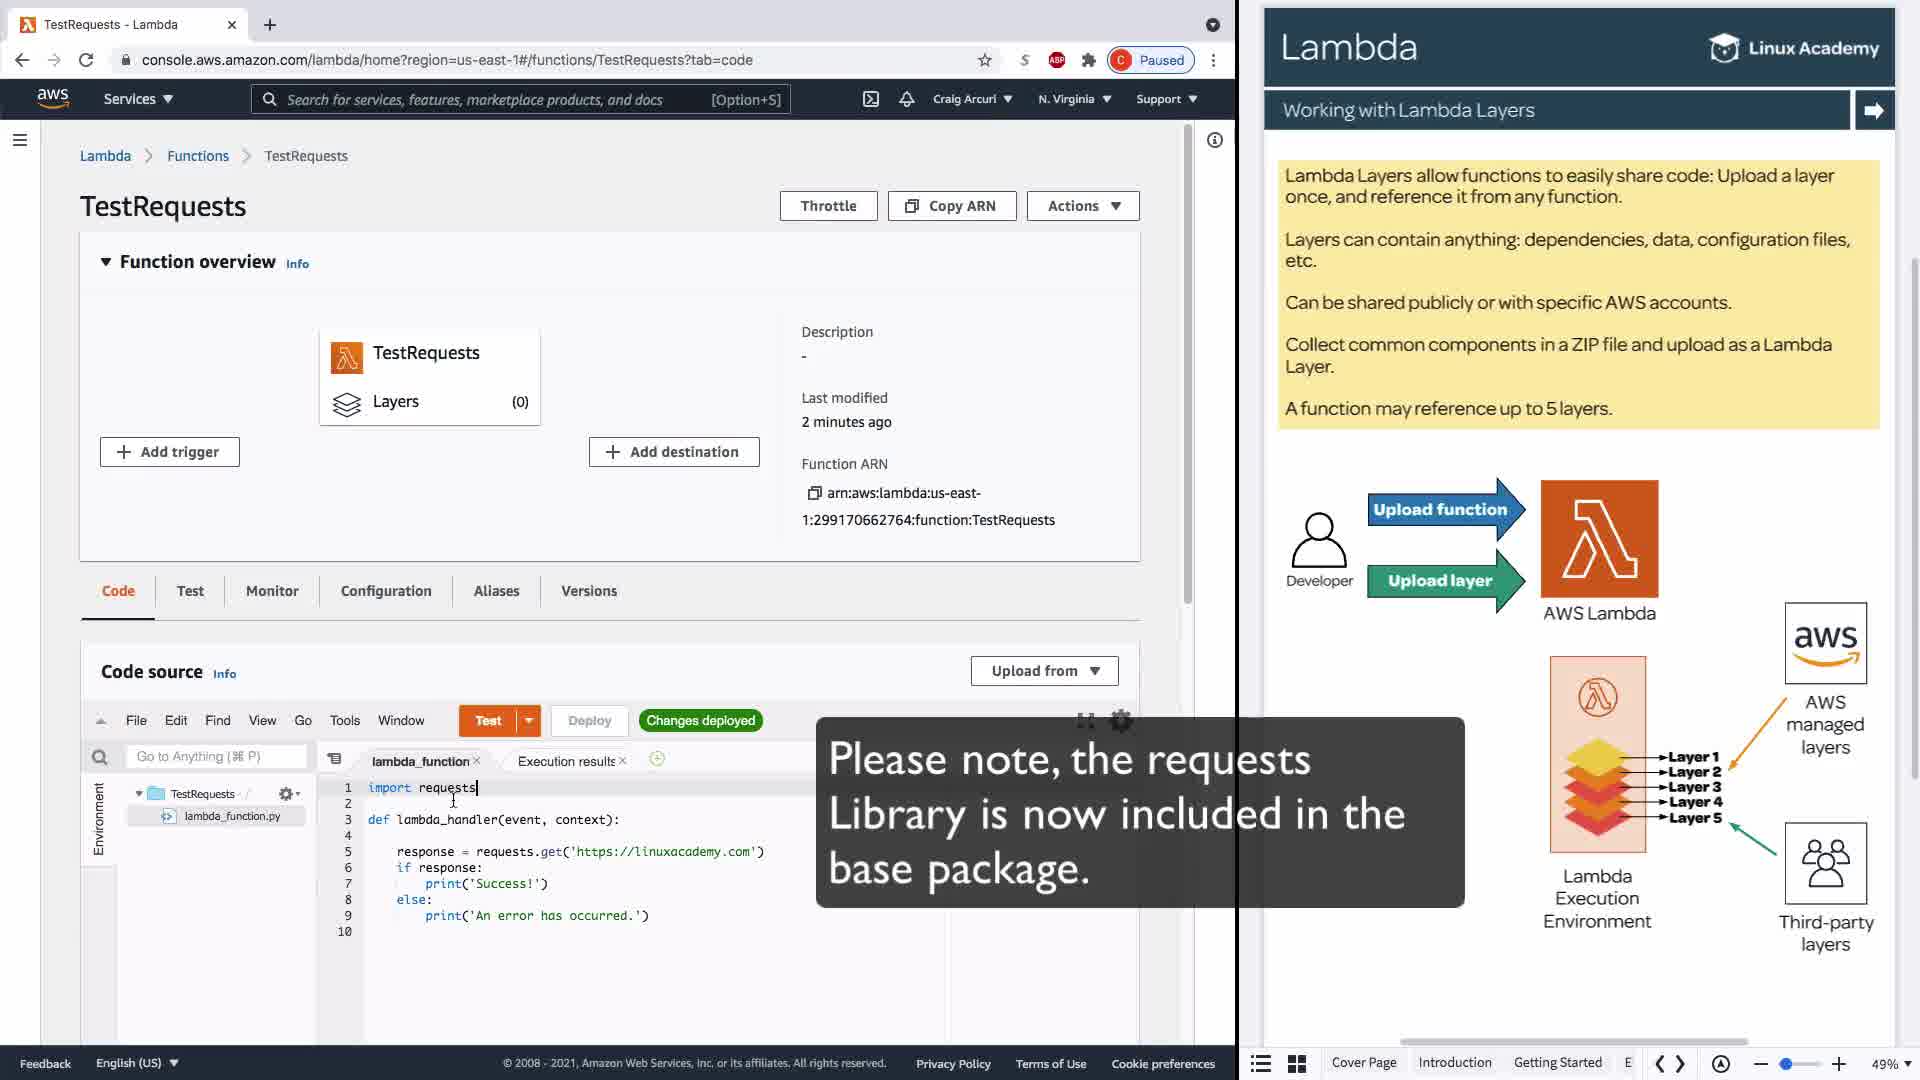 TestRequests - Lambda
console.aws.amazon.com/lambda/home?region=us-east-1#/functions/TestRequests?tab=code
S
ABP
C Paused
aws
Services
Search for services, features, marketplace products, and docs [Option+S]
Craig Arcuri
N. Virginia
Support
Lambda
Functions
TestRequests
TestRequests
Throttle
Copy ARN
Actions
Function overview Info
TestRequests
Layers (0)
Add trigger
Add destination
Description
-
Last modified
2 minutes ago
Function ARN
arn:aws:lambda:us-east-
1:299170662764:function:TestRequests
Code
Test
Monitor
Configuration
Aliases
Versions
Code source Info
Upload from
File Edit Find View Go Tools Window
Test
Deploy
Changes deployed
Go to Anything (⌘ P)
lambda_function
Execution results
Environment
TestRequests /
lambda_function.py
1 import requests
2
3 def lambda_handler(event, context):
4
5 response = requests.get('https://linuxacademy.com')
6 if response:
7 print('Success!')
8 else:
9 print('An error has occurred.')
10
Please note, the requests
Library is now included in the
base package.
Feedback
English (US)
© 2008 - 2021, Amazon Web Services, Inc. or its affiliates. All rights reserved.
Privacy Policy
Terms of Use
Cookie preferences
Lambda
Linux Academy
Working with Lambda Layers
Lambda Layers allow functions to easily share code: Upload a layer
once, and reference it from any function.
Layers can contain anything: dependencies, data, configuration files,
etc.
Can be shared publicly or with specific AWS accounts.
Collect common components in a ZIP file and upload as a Lambda
Layer.
A function may reference up to 5 layers.
Upload function
Upload layer
Developer
AWS Lambda
aws
AWS
managed
layers
Layer 1
Layer 2
Layer 3
Layer 4
Layer 5
Lambda
Execution
Environment
Third-party
layers
Cover Page
Introduction
Getting Started
E
49%